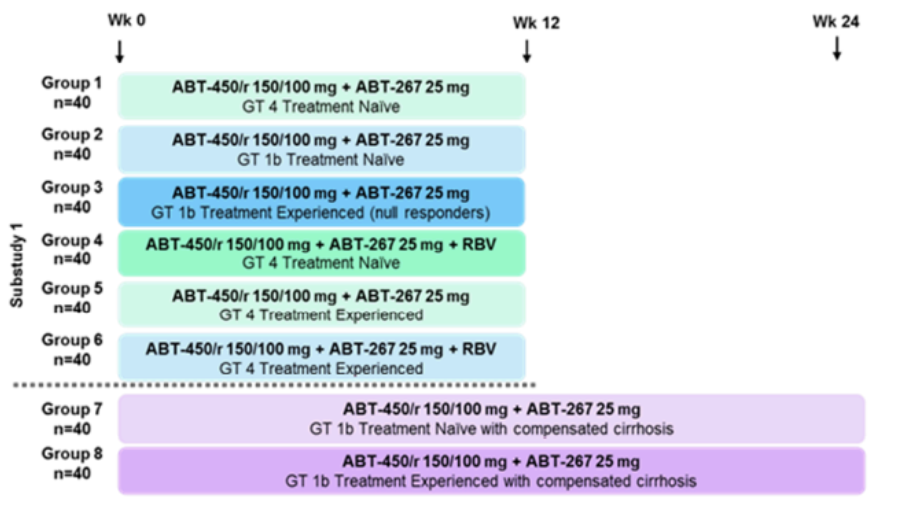 Wk 0
Wk 12
Wk 24
Group 1
n=40
ABT-450/r 150/100 mg + ABT-267 25 mg
GT 4 Treatment Naïve
Group 2
n=40
ABT-450/r 150/100 mg + ABT-267 25 mg
GT 1b Treatment Naïve
Group 3
n=40
ABT-450/r 150/100 mg + ABT-267 25 mg
GT 1b Treatment Experienced (null responders)
Substudy 1
Group 4
n=40
ABT-450/r 150/100 mg + ABT-267 25 mg + RBV
GT 4 Treatment Naïve
Group 5
n=40
ABT-450/r 150/100 mg + ABT-267 25 mg
GT 4 Treatment Experienced
Group 6
n=40
ABT-450/r 150/100 mg + ABT-267 25 mg + RBV
GT 4 Treatment Experienced
Group 7
n=40
ABT-450/r 150/100 mg + ABT-267 25 mg
GT 1b Treatment Naïve with compensated cirrhosis
Group 8
n=40
ABT-450/r 150/100 mg + ABT-267 25 mg
GT 1b Treatment Experienced with compensated cirrhosis